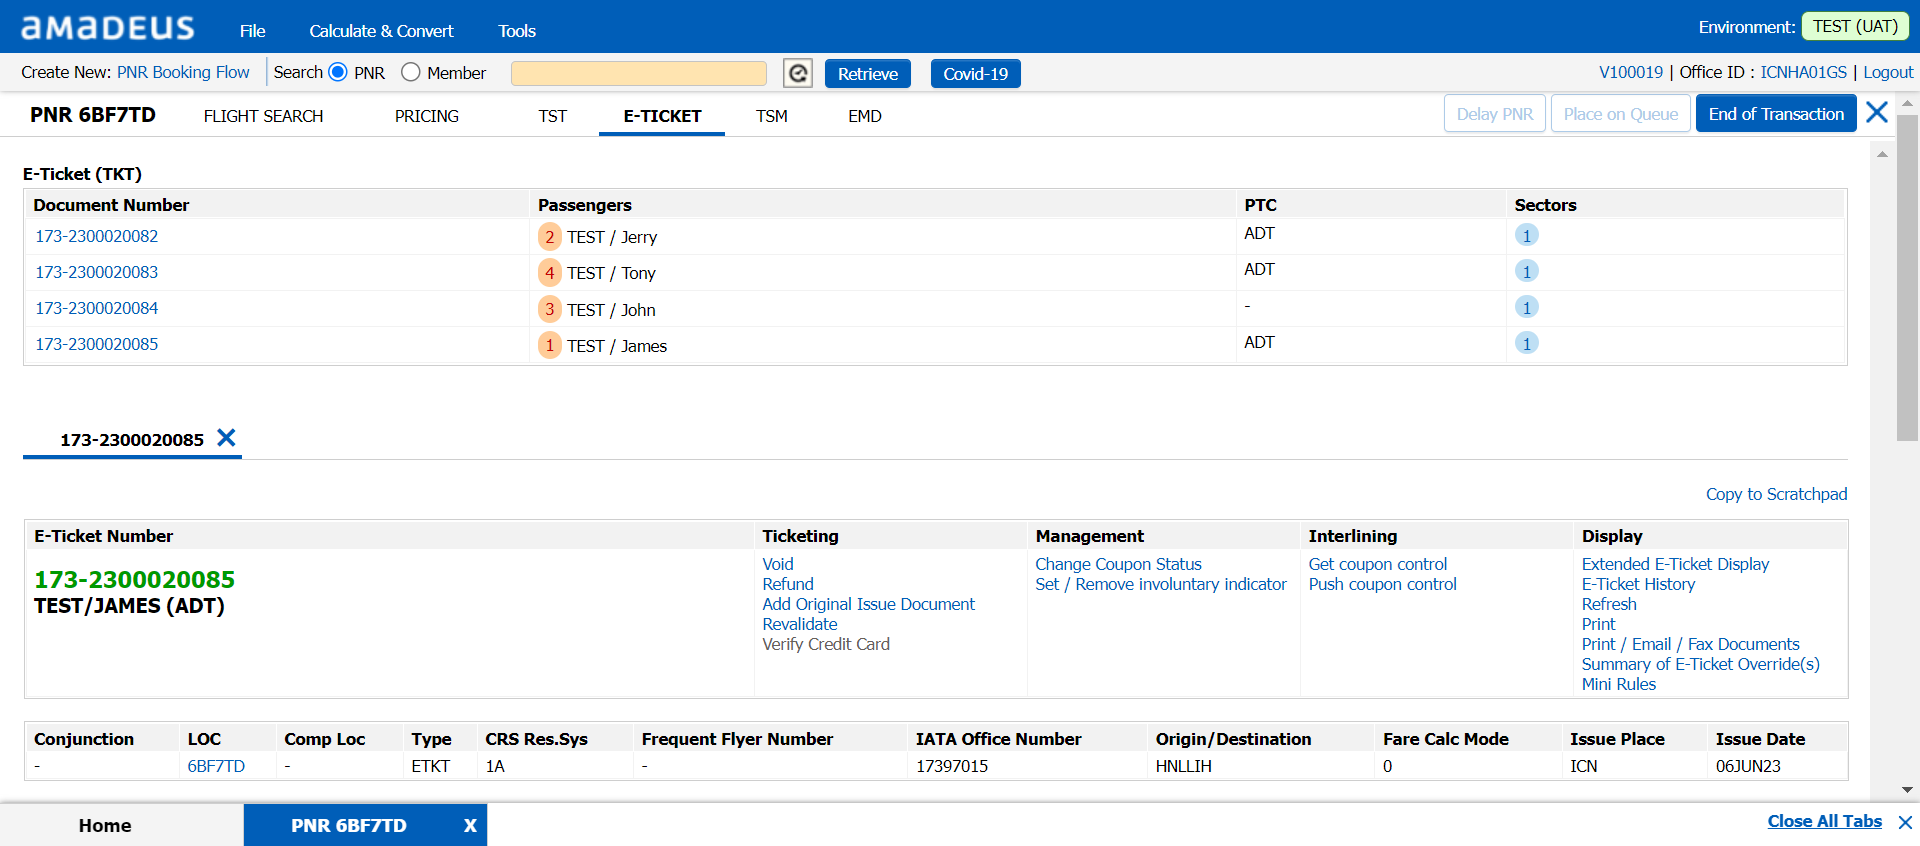 aMaDEUS File Calculate & Convert Tools Environment: TEST (UAT)
Create New: PNR Booking Flow Search PNR Member Retrieve Covid-19 V100019 | Office ID : ICNHA01GS | Logout
PNR 6BF7TD FLIGHT SEARCH PRICING TST E-TICKET TSM EMD Delay PNR Place on Queue End of Transaction
E-Ticket (TKT)
Document Number Passengers PTC Sectors
173-2300020082 2 TEST / Jerry ADT 1
173-2300020083 4 TEST / Tony ADT 1
173-2300020084 3 TEST / John - 1
173-2300020085 1 TEST / James ADT 1
173-2300020085
Copy to Scratchpad
E-Ticket Number Ticketing Management Interlining Display
173-2300020085
TEST/JAMES (ADT)
Void
Refund
Add Original Issue Document
Revalidate
Verify Credit Card
Change Coupon Status
Set / Remove involuntary indicator
Get coupon control
Push coupon control
Extended E-Ticket Display
E-Ticket History
Refresh
Print
Print / Email / Fax Documents
Summary of E-Ticket Override(s)
Mini Rules
Conjunction LOC Comp Loc Type CRS Res.Sys Frequent Flyer Number IATA Office Number Origin/Destination Fare Calc Mode Issue Place Issue Date
- 6BF7TD - ETKT 1A - 17397015 HNLLIH 0 ICN 06JUN23
Home PNR 6BF7TD X Close All Tabs